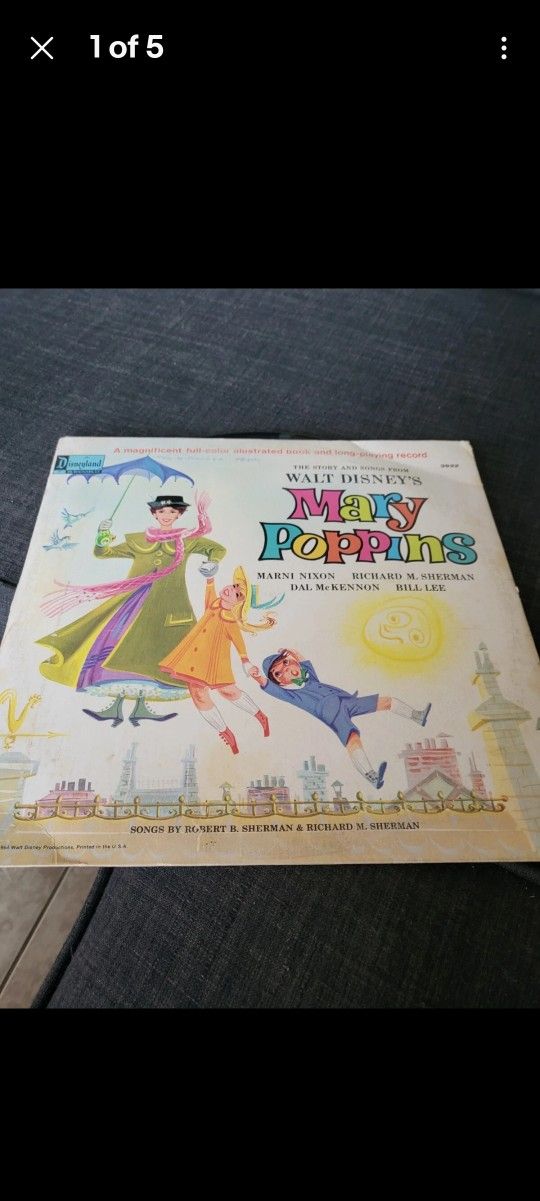 1 of 5
A magnificent full-color illustrated book and long-playing record
Disneyland
3922
THE STORY AND SONGS FROM
WALT DISNEY'S
Mary
Poppins
MARNI NIXON RICHARD M. SHERMAN
DAL McKENNON BILL LEE
SONGS BY ROBERT B. SHERMAN & RICHARD M. SHERMAN
Walt Disney Productions, Printed in the U.S.A.